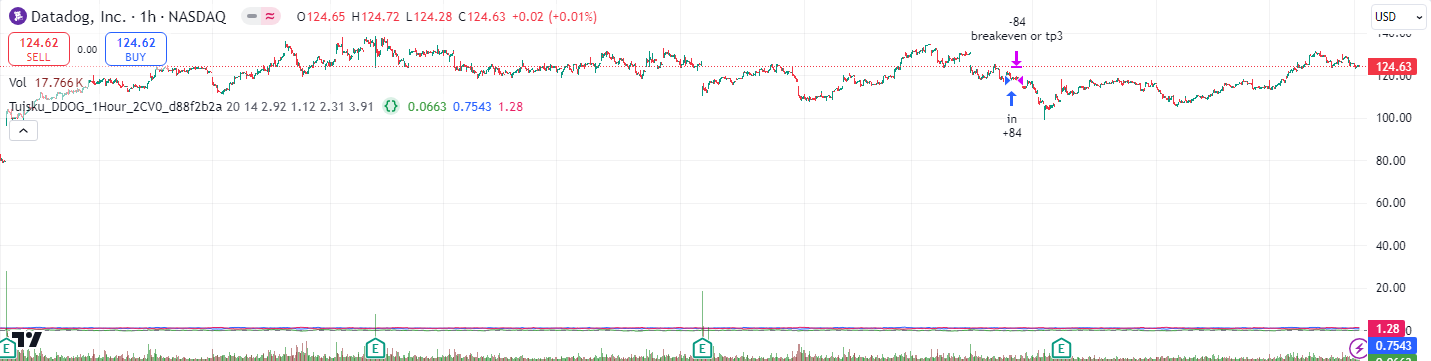 Datadog, Inc. · 1h · NASDAQ O124.65 H124.72 L124.28 C124.63 +0.02 (+0.01%)
USD
124.62 SELL
0.00
124.62 BUY
Vol 17.766 K
Tujsku_DDOG_1Hour_2CV0_d88f2b2a 20 14 2.92 1.12 2.31 3.91 {} 0.0663 0.7543 1.28
-84
breakeven or tp3
in
+84
140.00
124.63
120.00
100.00
80.00
60.00
40.00
20.00
1.28
0.7543
E
E
E
E